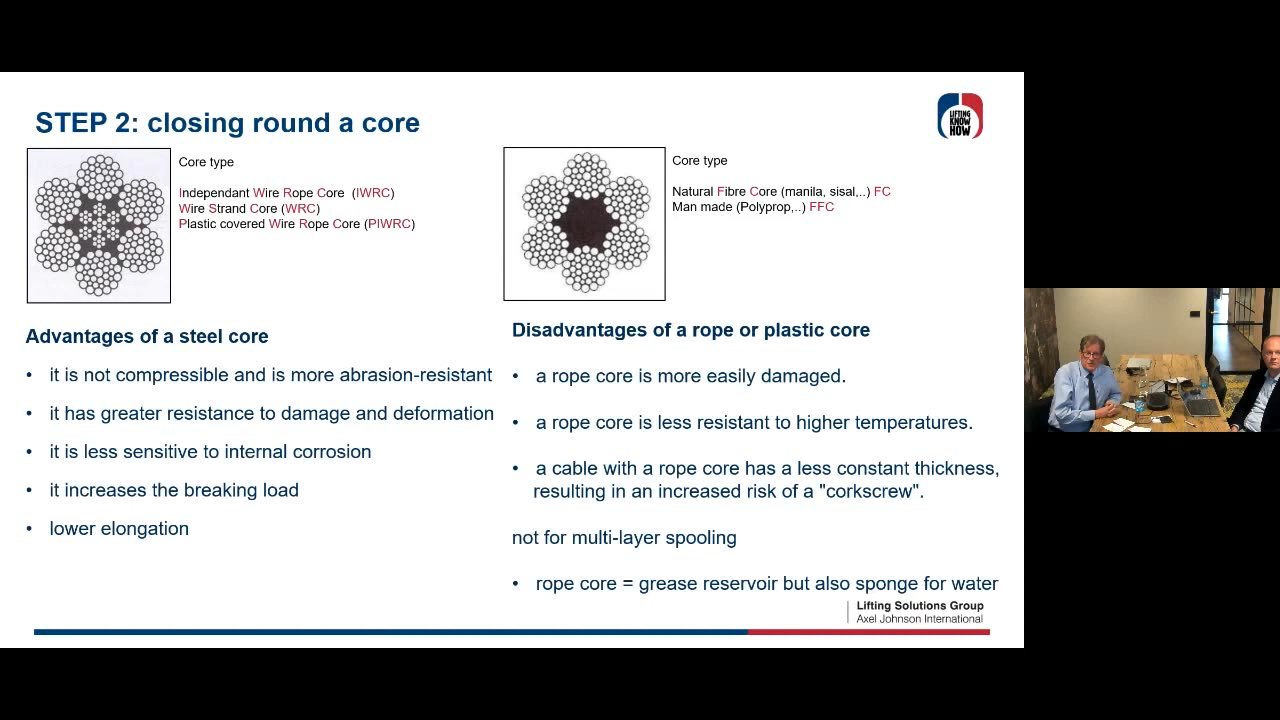 STEP 2: closing round a core
LIFTING
KNOW
HOW
Core type
Independant Wire Rope Core (IWRC)
Wire Strand Core (WRC)
Plastic covered Wire Rope Core (PIWRC)
Core type
Natural Fibre Core (manila, sisal,..) FC
Man made (Polyprop,..) FFC
Advantages of a steel core
• it is not compressible and is more abrasion-resistant
• it has greater resistance to damage and deformation
• it is less sensitive to internal corrosion
• it increases the breaking load
• lower elongation
Disadvantages of a rope or plastic core
• a rope core is more easily damaged.
• a rope core is less resistant to higher temperatures.
• a cable with a rope core has a less constant thickness,
resulting in an increased risk of a "corkscrew".
not for multi-layer spooling
• rope core = grease reservoir but also sponge for water
Lifting Solutions Group
Axel Johnson International